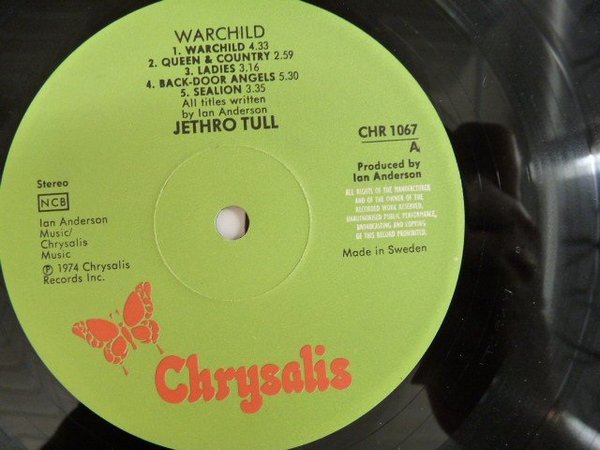 WARCHILD
1. WARCHILD 4.33
2. QUEEN & COUNTRY 2.59
3. LADIES 3.16
4. BACK-DOOR ANGELS 5.30
5. SEALION 3.35
All titles written
by Ian Anderson
JETHRO TULL
CHR 1067
A
Produced by
Ian Anderson
ALL RIGHTS OF THE MANUFACTURER
AND OF THE OWNER OF THE
RECORDED WORK RESERVED.
UNAUTHORISED PUBLIC PERFORMANCE,
BROADCASTING AND COPYING
OF THIS RECORD PROHIBITED.
Made in Sweden
Stereo
NCB
Ian Anderson
Music/
Chrysalis
Music
℗ 1974 Chrysalis
Records Inc.
Chrysalis